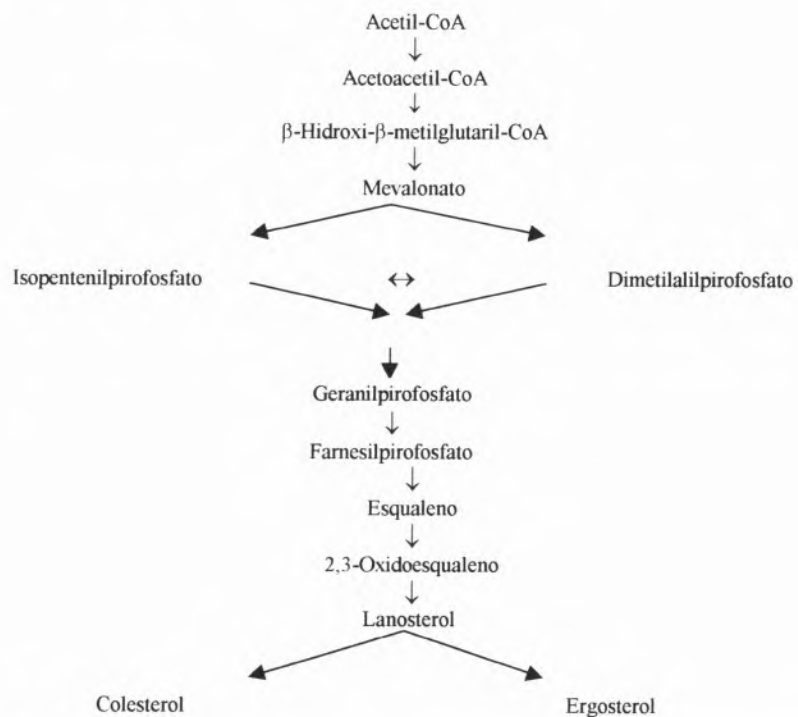 Acetil-CoA
↓
Acetoacetil-CoA
↓
β-Hidroxi-β-metilglutaril-CoA
↓
Mevalonato
Isopentenilpirofosfato ↔ Dimetilalilpirofosfato
Geranilpirofosfato
↓
Farnesilpirofosfato
↓
Esqualeno
↓
2,3-Oxidoesqualeno
↓
Lanosterol
Colesterol Ergosterol